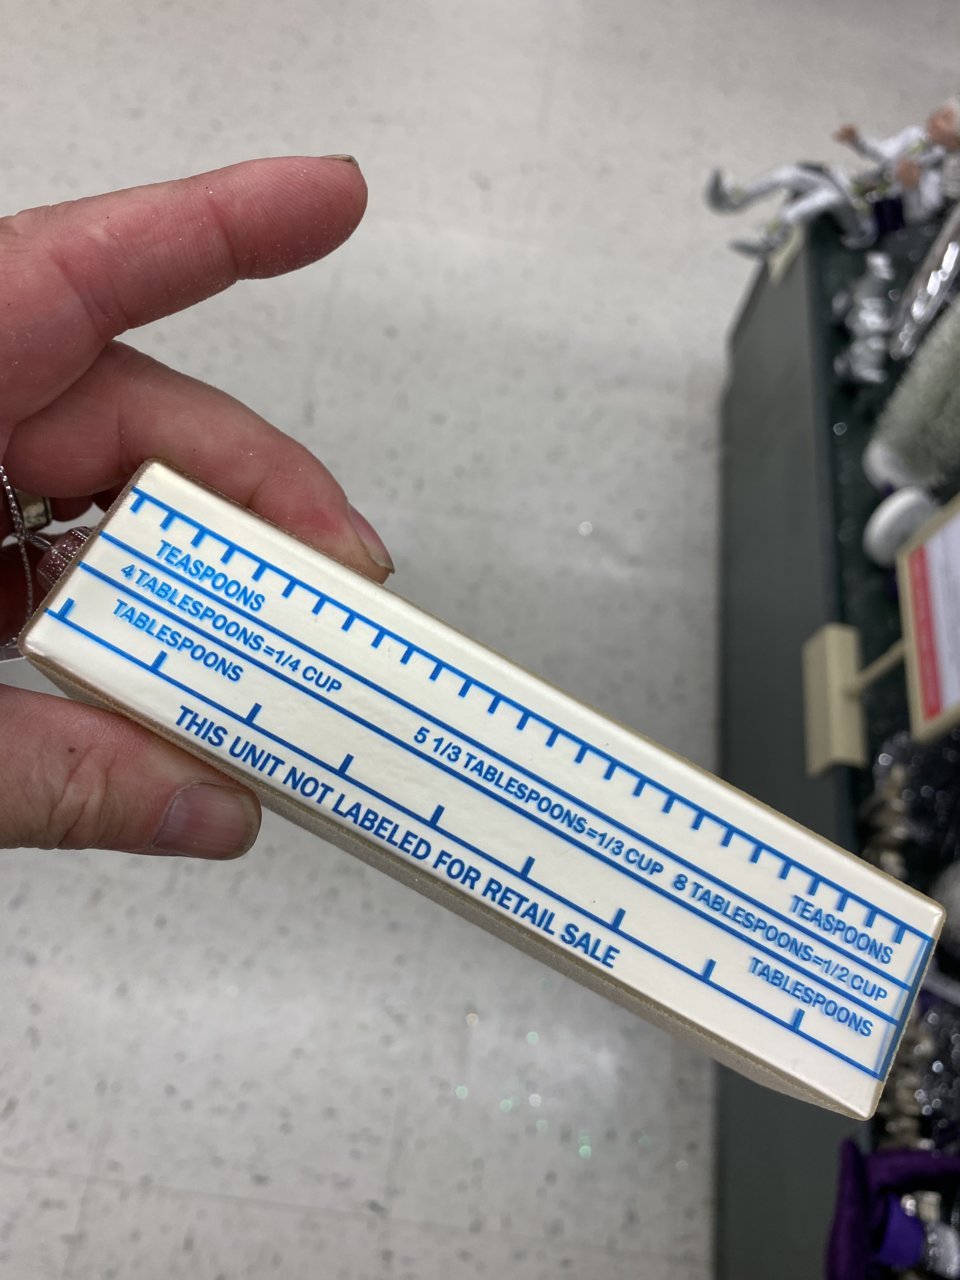 TEASPOONS
4 TABLESPOONS=1/4 CUP
TABLESPOONS
5 1/3 TABLESPOONS=1/3 CUP
8 TABLESPOONS=1/2 CUP
TEASPOONS
TABLESPOONS
THIS UNIT NOT LABELED FOR RETAIL SALE